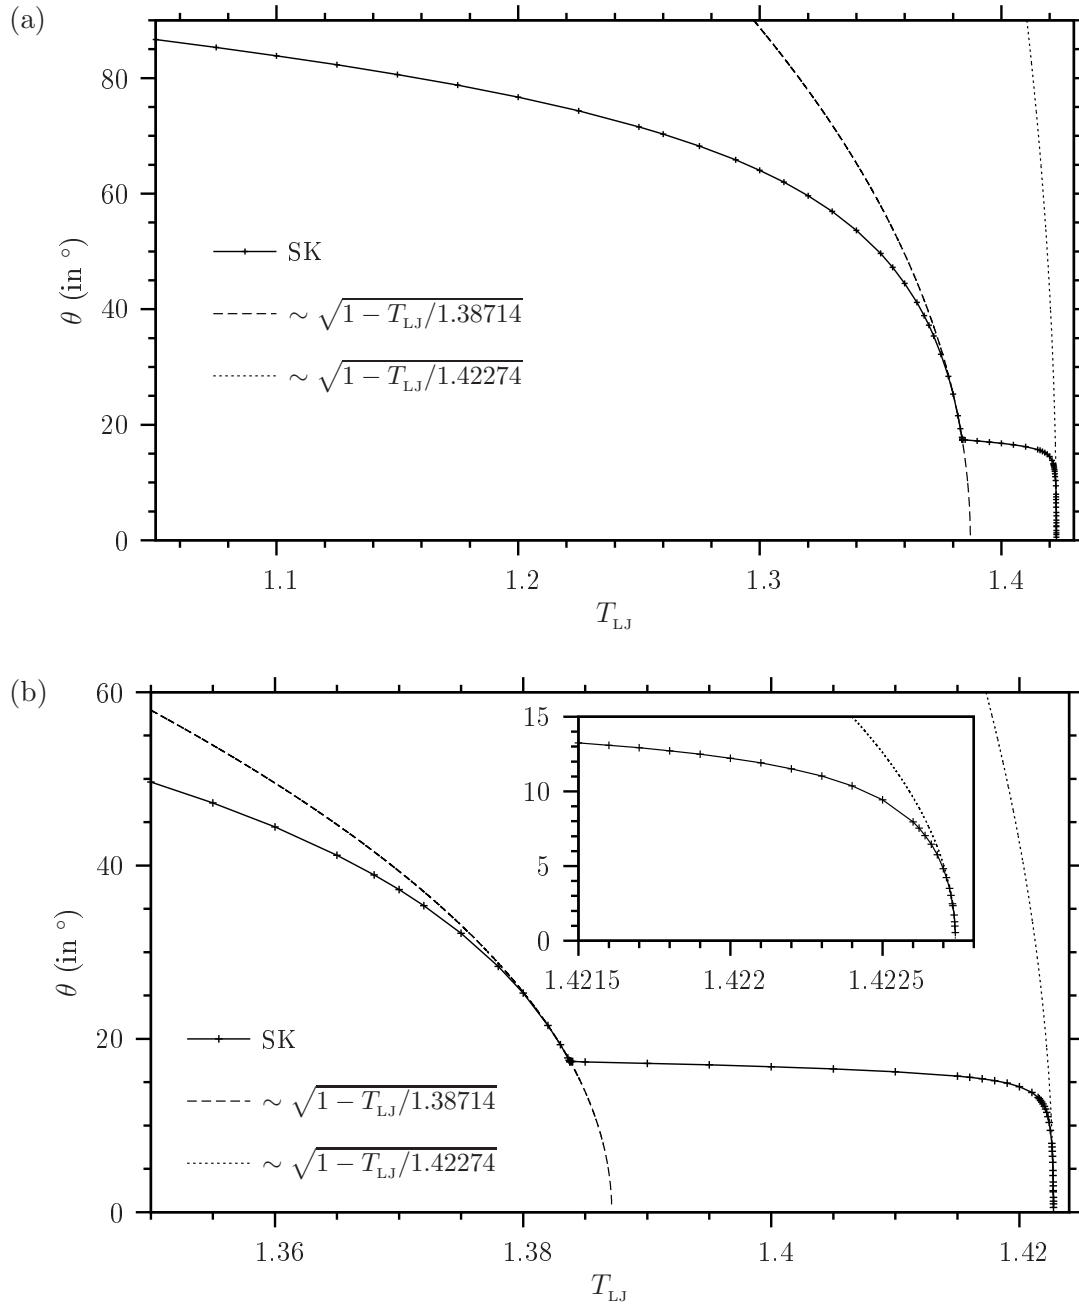 (a)
80
60
40
20
0
θ (in °)
SK
∼ √1 − T_LJ/1.38714
∼ √1 − T_LJ/1.42274
1.1 1.2 1.3 1.4
T_LJ
(b)
60
40
20
0
θ (in °)
15
10
5
0
1.4215 1.422 1.4225
SK
∼ √1 − T_LJ/1.38714
∼ √1 − T_LJ/1.42274
1.36 1.38 1.4 1.42
T_LJ